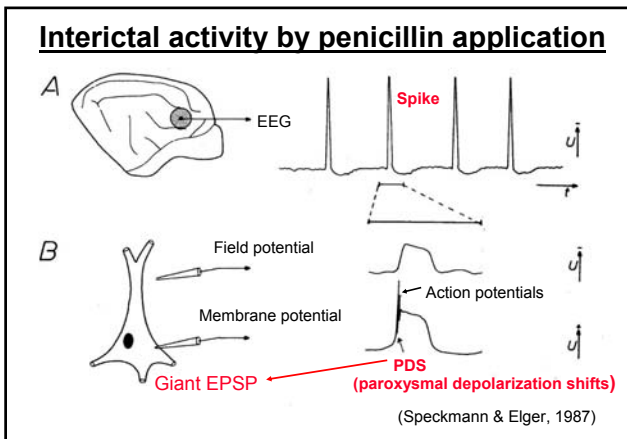 Interictal activity by penicillin application
A
Spike
EEG
U
t
B
Field potential
U
Action potentials
Membrane potential
U
Giant EPSP
PDS
(paroxysmal depolarization shifts)
(Speckmann & Elger, 1987)